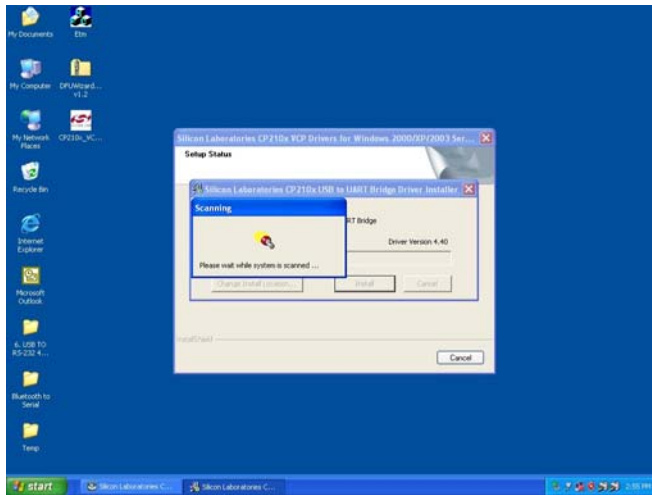 My Documents
Etm
My Computer
DFUWizard...
v1.2
My Network
Places
CP210x_VC...
Recycle Bin
Internet
Explorer
Microsoft
Outlook
6. USB TO
RS-232 4...
Bluetooth to
Serial
Temp
Silicon Laboratories CP210x VCP Drivers for Windows 2000/XP/2003 Ser...
Setup Status
Silicon Laboratories CP210x USB to UART Bridge Driver Installer
Scanning
RT Bridge
Driver Version 4.40
Please wait while system is scanned ...
Change Install Location...
Install
Cancel
InstallShield
Cancel
start
Silicon Laboratories C...
Silicon Laboratories C...
2:55 PM